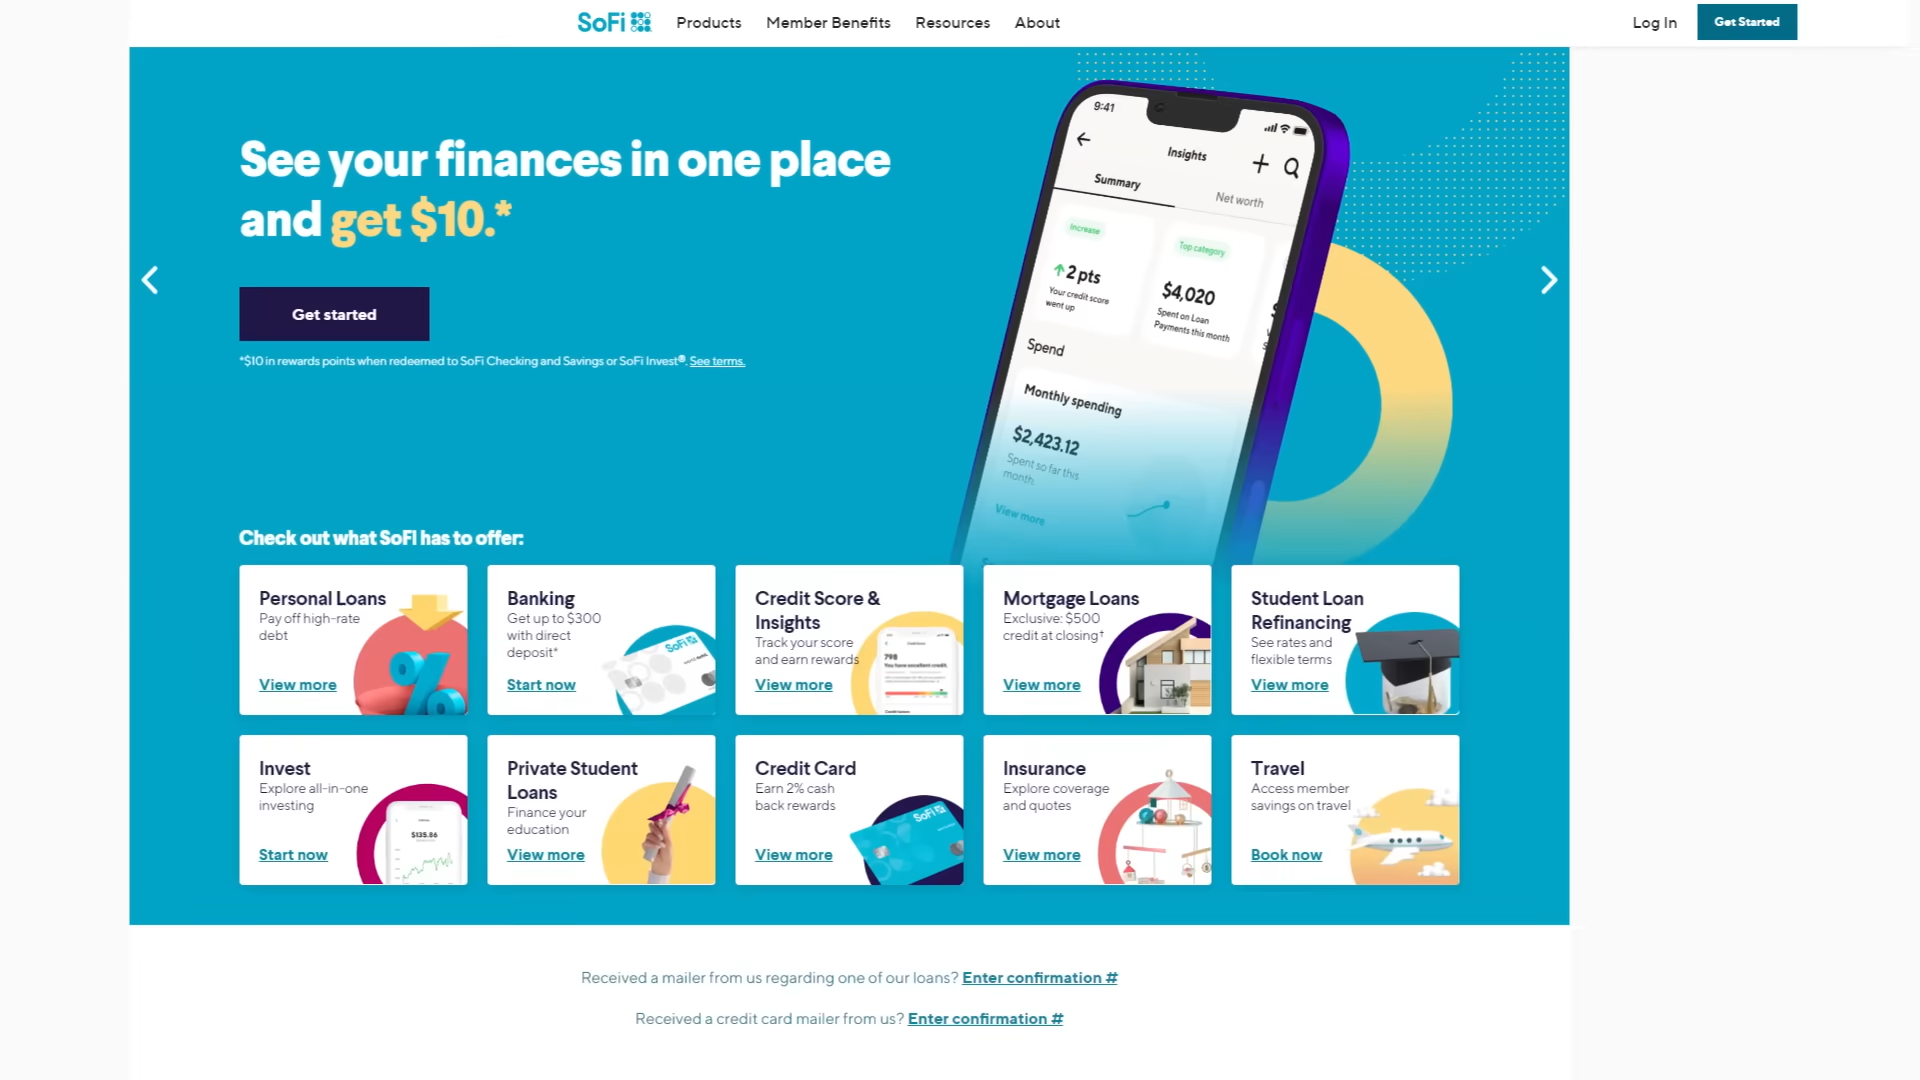 SoFi
Products
Member Benefits
Resources
About
Log In
Get Started
See your finances in one place
and get $10.*
Get started
*$10 in rewards points when redeemed to SoFi Checking and Savings or SoFi Invest®. See terms.
9:41
Insights
Summary
Net worth
Increase
2 pts
Your credit score
went up
Top category
$4,020
Spent on Loan
Payments this month
Spend
Monthly spending
$2,423.12
Spent so far this
month.
View more
Check out what SoFi has to offer:
Personal Loans
Pay off high-rate
debt
View more
Banking
Get up to $300
with direct
deposit*
Start now
SoFi
Credit Score &
Insights
Track your score
and earn rewards
View more
798
You have excellent credit.
Mortgage Loans
Exclusive: $500
credit at closing†
View more
Student Loan
Refinancing
See rates and
flexible terms
View more
Invest
Explore all-in-one
investing
Start now
$135.86
Private Student
Loans
Finance your
education
View more
Credit Card
Earn 2% cash
back rewards
View more
SoFi
Insurance
Explore coverage
and quotes
View more
Travel
Access member
savings on travel
Book now
Received a mailer from us regarding one of our loans? Enter confirmation #
Received a credit card mailer from us? Enter confirmation #